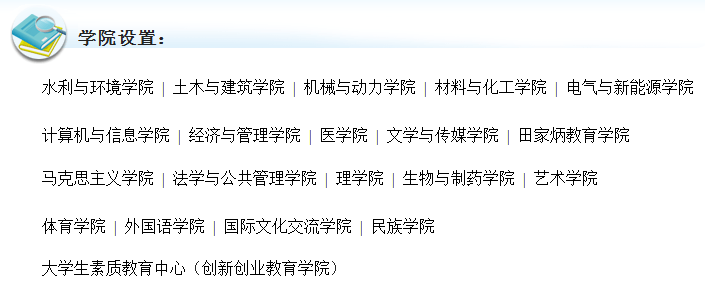 学院设置：
水利与环境学院 | 土木与建筑学院 | 机械与动力学院 | 材料与化工学院 | 电气与新能源学院
计算机与信息学院 | 经济与管理学院 | 医学院 | 文学与传媒学院 | 田家炳教育学院
马克思主义学院 | 法学与公共管理学院 | 理学院 | 生物与制药学院 | 艺术学院
体育学院 | 外国语学院 | 国际文化交流学院 | 民族学院
大学生素质教育中心（创新创业教育学院）